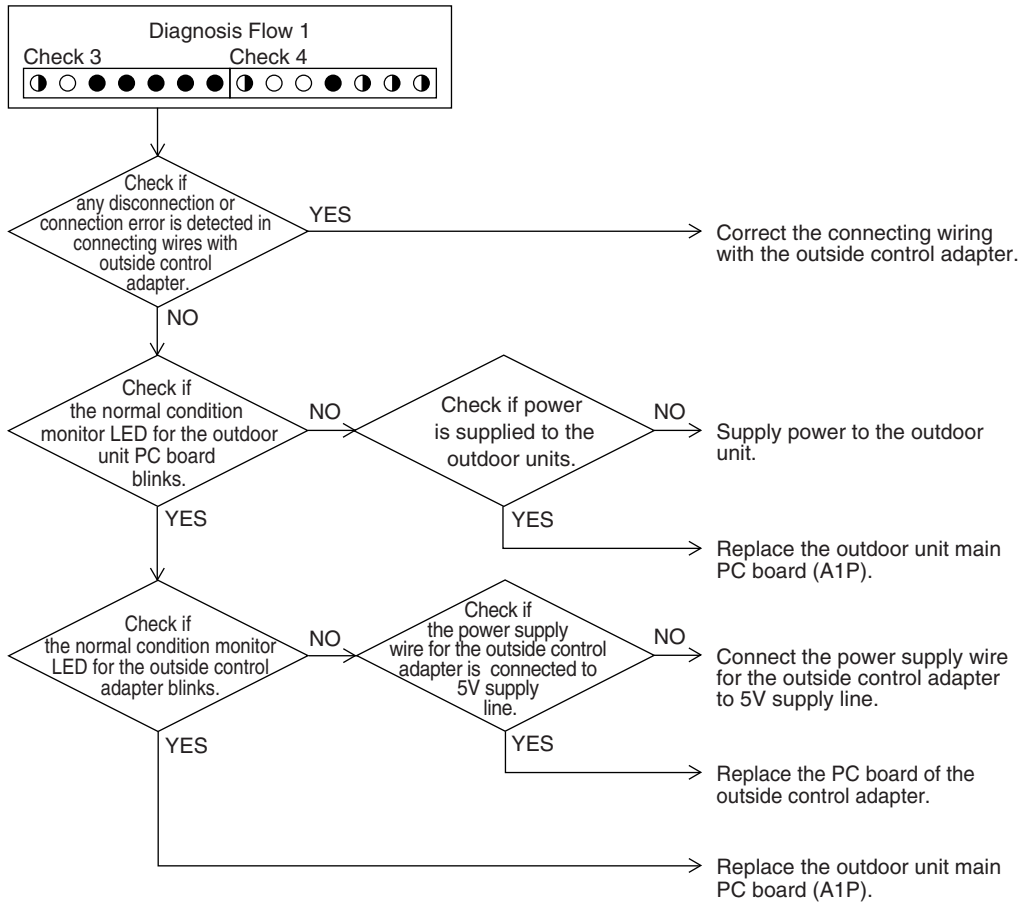 Diagnosis Flow 1
Check 3
Check 4
Check if
any disconnection or
connection error is detected in
connecting wires with
outside control
adapter.
YES
Correct the connecting wiring
with the outside control adapter.
NO
Check if
the normal condition
monitor LED for the outdoor
unit PC board
blinks.
NO
Check if power
is supplied to the
outdoor units.
NO
Supply power to the outdoor
unit.
YES
YES
Replace the outdoor unit main
PC board (A1P).
Check if
the normal condition monitor
LED for the outside control
adapter blinks.
NO
Check if
the power supply
wire for the outside control
adapter is connected to
5V supply
line.
NO
Connect the power supply wire
for the outside control adapter
to 5V supply line.
YES
YES
Replace the PC board of the
outside control adapter.
Replace the outdoor unit main
PC board (A1P).